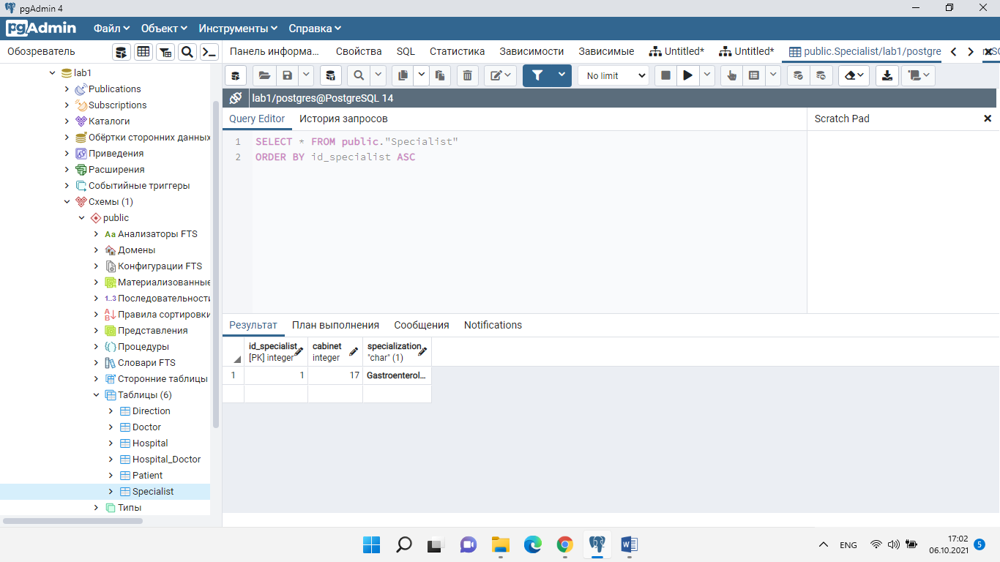 pgAdmin 4
pgAdmin Файл Объект Инструменты Справка
Обозреватель
Панель информа... Свойства SQL Статистика Зависимости Зависимые Untitled* Untitled* public.Specialist/lab1/postgre
No limit
lab1/postgres@PostgreSQL 14
Query Editor История запросов
Scratch Pad
1 SELECT * FROM public."Specialist"
2 ORDER BY id_specialist ASC
lab1
Publications
Subscriptions
Каталоги
Обёртки сторонних данных
Приведения
Расширения
Событийные триггеры
Схемы (1)
public
Аа Анализаторы FTS
Домены
Конфигурации FTS
Материализованные
1..3 Последовательности
Правила сортировки
Представления
Процедуры
Словари FTS
Сторонние таблицы
Таблицы (6)
Direction
Doctor
Hospital
Hospital_Doctor
Patient
Specialist
Типы
Результат План выполнения Сообщения Notifications
id_specialist cabinet specialization
[PK] integer integer "char" (1)
1 1 17 Gastroenterol...
ENG
17:02
06.10.2021
5